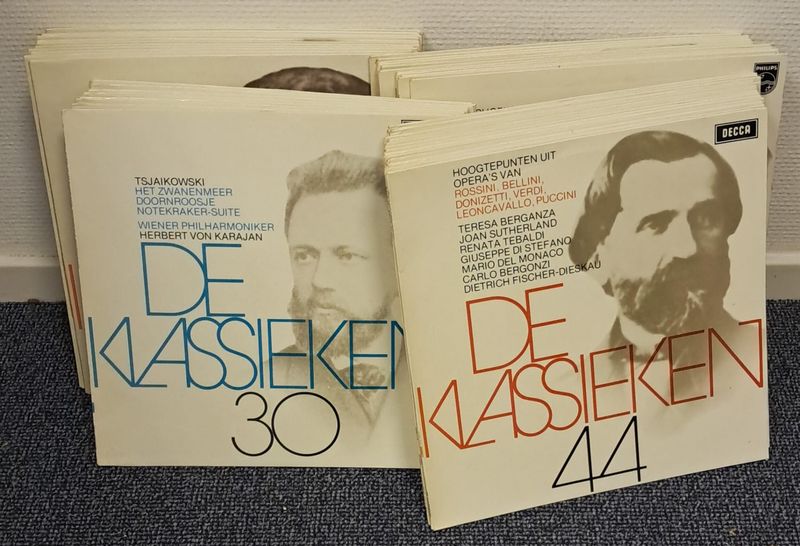 TSJAIKOWSKI
HET ZWANENMEER
DOORNROOSJE
NOTEKRAKER-SUITE
WIENER PHILHARMONIKER
HERBERT VON KARAJAN
DE
KLASSIEKEN
30
PHILIPS
DECCA
HOOGTEPUNTEN UIT
OPERA'S VAN
ROSSINI, BELLINI,
DONIZETTI, VERDI,
LEONCAVALLO, PUCCINI
TERESA BERGANZA
JOAN SUTHERLAND
RENATA TEBALDI
GIUSEPPE DI STEFANO
MARIO DEL MONACO
CARLO BERGONZI
DIETRICH FISCHER-DIESKAU
DE
KLASSIEKEN
44